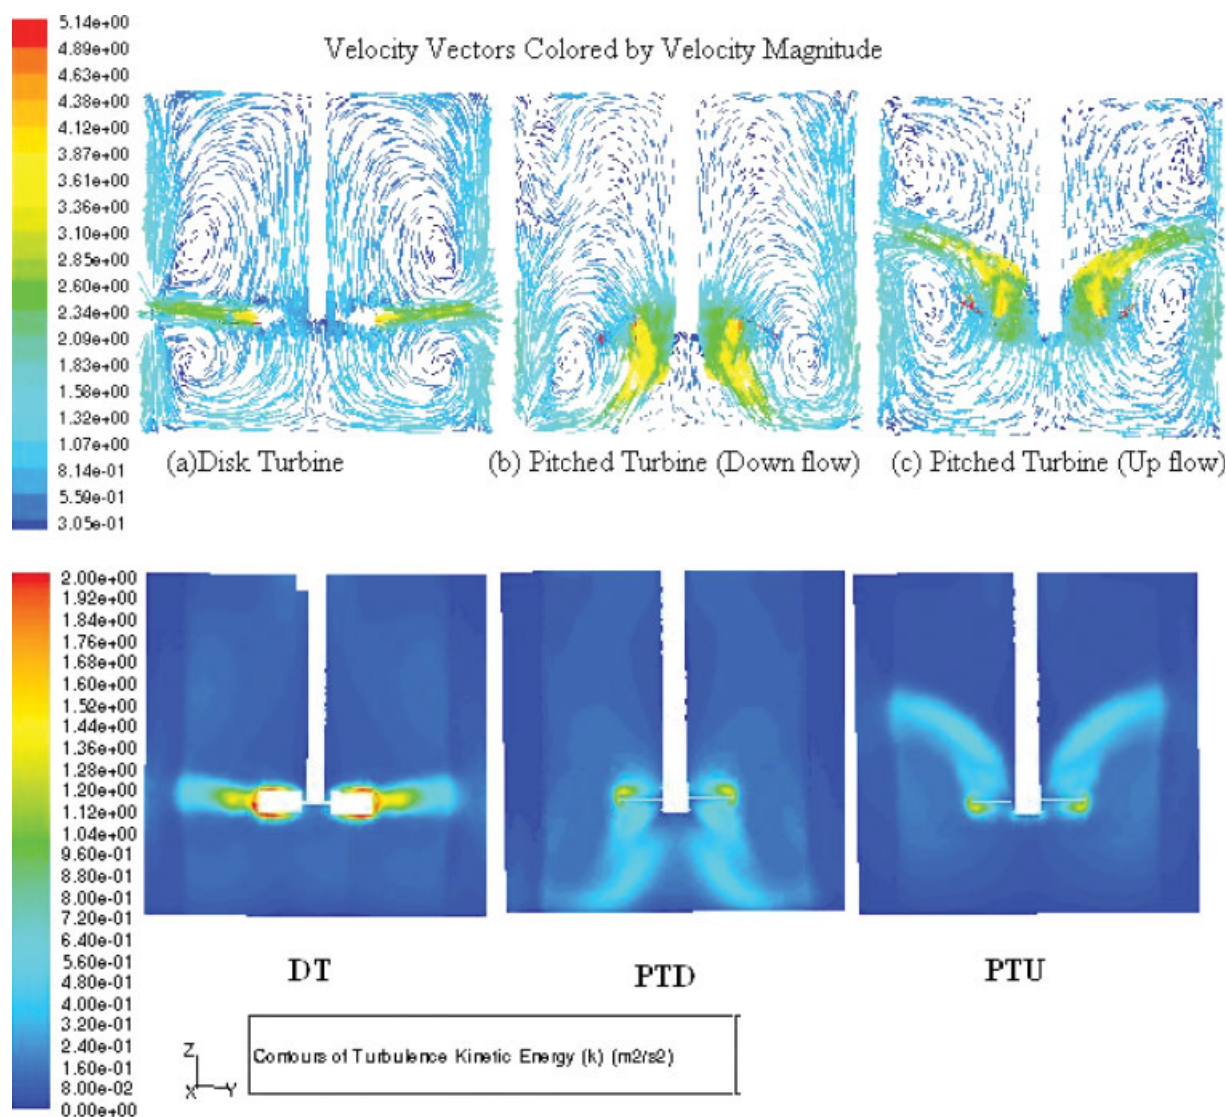 5.14e+00
4.89e+00
4.63e+00
4.38e+00
4.12e+00
3.87e+00
3.61e+00
3.36e+00
3.10e+00
2.85e+00
2.60e+00
2.34e+00
2.09e+00
1.83e+00
1.58e+00
1.32e+00
1.07e+00
8.14e-01
5.59e-01
3.05e-01
Velocity Vectors Colored by Velocity Magnitude
(a)Disk Turbine
(b) Pitched Turbine (Down flow)
(c) Pitched Turbine (Up flow)
2.00e+00
1.92e+00
1.84e+00
1.76e+00
1.68e+00
1.60e+00
1.52e+00
1.44e+00
1.36e+00
1.28e+00
1.20e+00
1.12e+00
1.04e+00
9.60e-01
8.80e-01
8.00e-01
7.20e-01
6.40e-01
5.60e-01
4.80e-01
4.00e-01
3.20e-01
2.40e-01
1.60e-01
8.00e-02
0.00e+00
DT
PTD
PTU
Z
X
Y
Contours of Turbulence Kinetic Energy (k) (m2/s2)